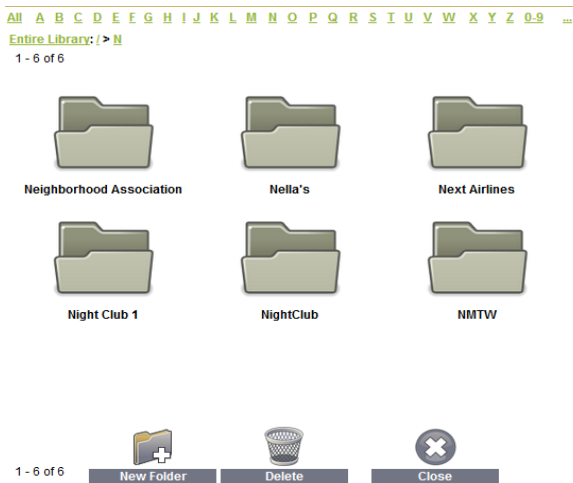 All A B C D E F G H I J K L M N O P Q R S T U V W X Y Z 0-9 ...
Entire Library: / > N
1 - 6 of 6
Neighborhood Association Nella's Next Airlines
Night Club 1 NightClub NMTW
1 - 6 of 6 New Folder Delete Close